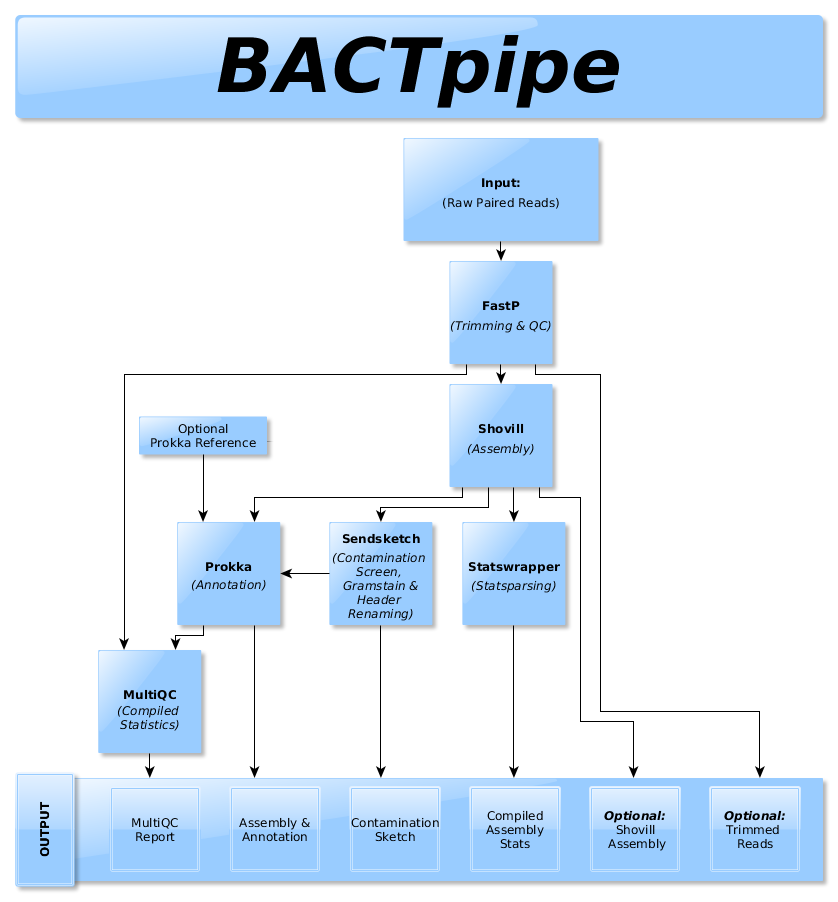 BACTpipe
Input:
(Raw Paired Reads)
FastP
(Trimming & QC)
Shovill
(Assembly)
Optional
Prokka Reference
Prokka
(Annotation)
Sendsketch
(Contamination
Screen,
Gramstain &
Header
Renaming)
Statswrapper
(Statsparsing)
MultiQC
(Compiled
Statistics)
OUTPUT
MultiQC
Report
Assembly &
Annotation
Contamination
Sketch
Compiled
Assembly
Stats
Optional:
Shovill
Assembly
Optional:
Trimmed
Reads